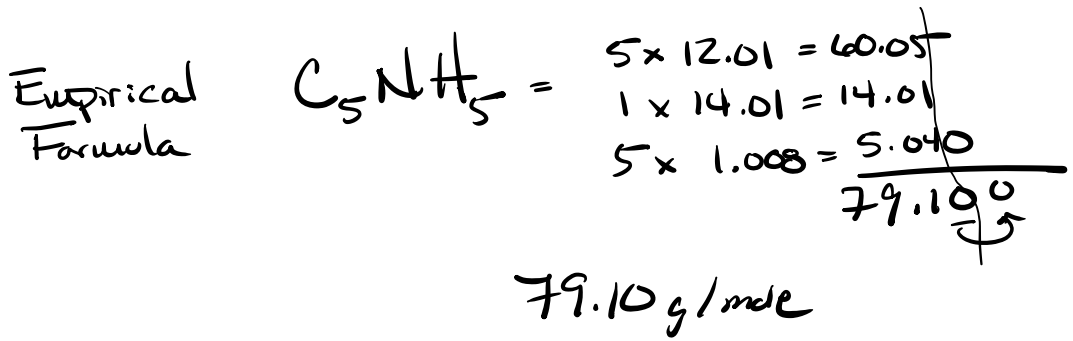 Empirical Formula
C₅NH₅ =
5 x 12.01 = 60.05
1 x 14.01 = 14.01
5 x 1.008 = 5.040
79.100
79.10 g/mole